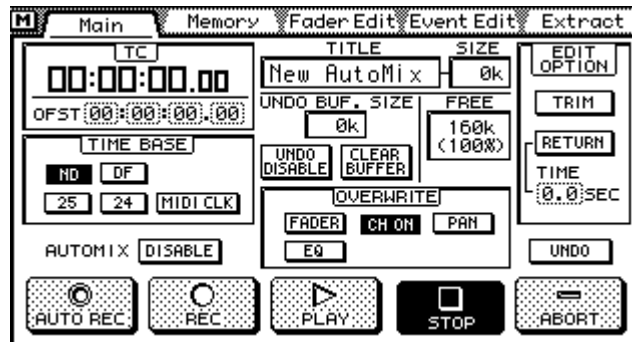 M Main Memory Fader Edit Event Edit Extract
TC
00:00:00.00
OFST 00:00:00.00
TIME BASE
ND DF
25 24 MIDI CLK
AUTOMIX DISABLE
TITLE SIZE
New AutoMix 0k
UNDO BUF. SIZE FREE
0k 160k
(100%)
UNDO DISABLE CLEAR BUFFER
OVERWRITE
FADER CH ON PAN
EQ
EDIT
OPTION
TRIM
RETURN
TIME
0.0 SEC
UNDO
AUTO REC REC PLAY STOP ABORT